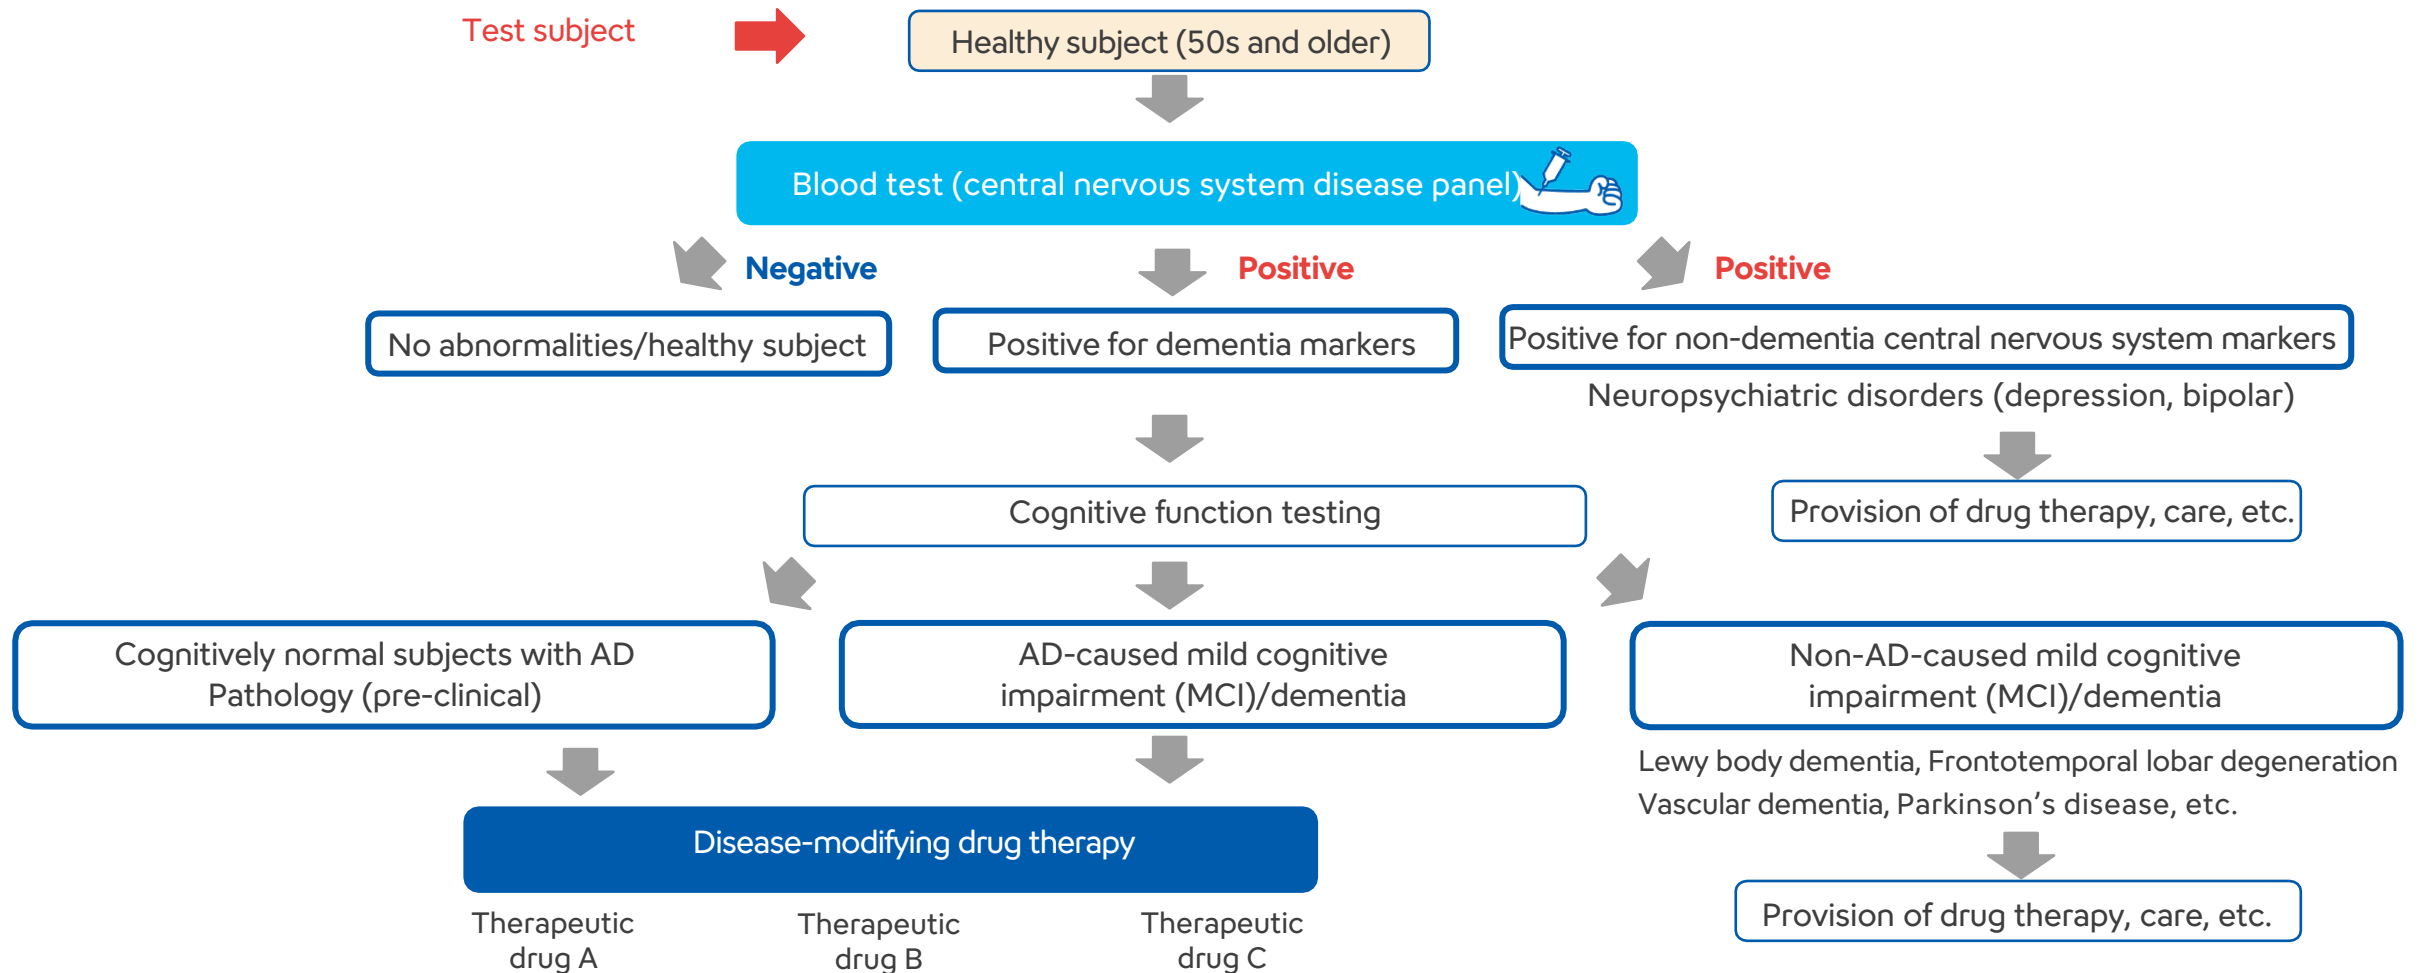 Test subject
Healthy subject (50s and older)
Blood test (central nervous system disease panel)
Negative
Positive
Positive
No abnormalities/healthy subject
Positive for dementia markers
Positive for non-dementia central nervous system markers
Neuropsychiatric disorders (depression, bipolar)
Cognitive function testing
Provision of drug therapy, care, etc.
Cognitively normal subjects with AD
Pathology (pre-clinical)
AD-caused mild cognitive
impairment (MCI)/dementia
Non-AD-caused mild cognitive
impairment (MCI)/dementia
Lewy body dementia, Frontotemporal lobar degeneration
Vascular dementia, Parkinson’s disease, etc.
Disease-modifying drug therapy
Therapeutic
drug A
Therapeutic
drug B
Therapeutic
drug C
Provision of drug therapy, care, etc.